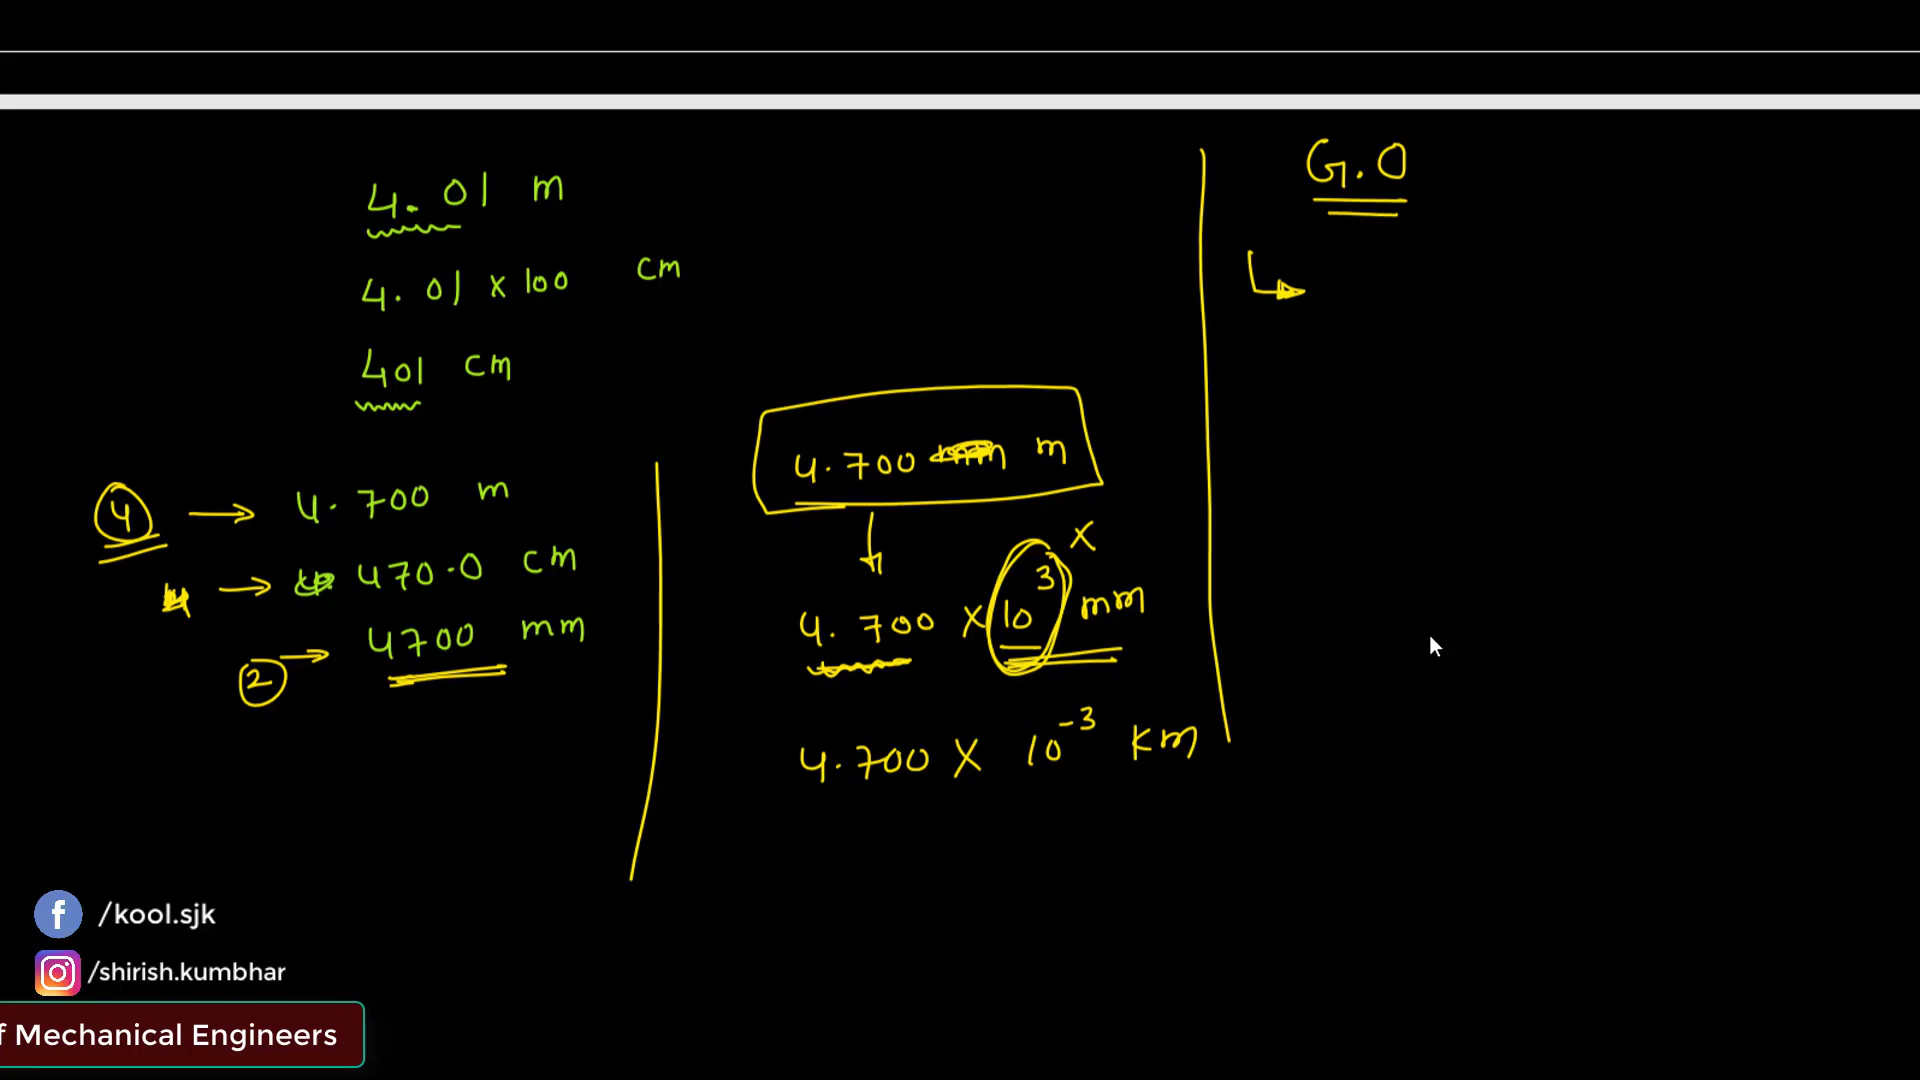 4.01 m
4.01 x 100 cm
401 cm
4 → 4.700 m
→ 470.0 cm
2 → 4700 mm
4.700 m
4.700 x 10³ mm x
4.700 x 10⁻³ km
G.O
/kool.sjk
/shirish.kumbhar
f Mechanical Engineers